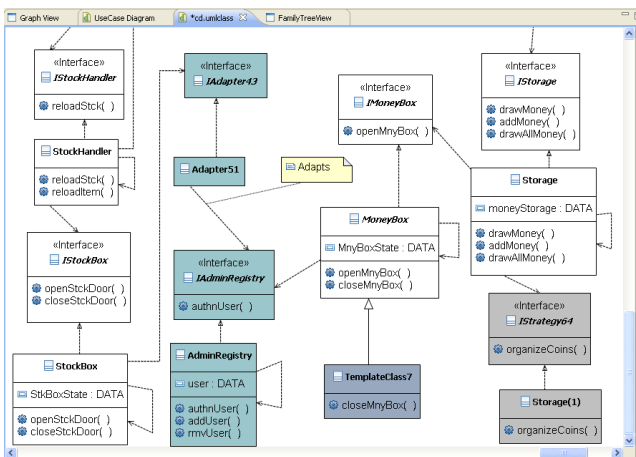 Graph View
UseCase Diagram
*cd.umlclass
FamilyTreeView
«Interface»
IStockHandler
reloadStck( )
StockHandler
reloadStck( )
reloadItem( )
«Interface»
IStockBox
openStckDoor( )
closeStckDoor( )
StockBox
StkBoxState : DATA
openStckDoor( )
closeStckDoor( )
«Interface»
IAdapter43
Adapter51
Adapts
«Interface»
IAdminRegistry
authnUser( )
AdminRegistry
user : DATA
authnUser( )
addUser( )
rmvUser( )
«Interface»
IMoneyBox
openMnyBox( )
MoneyBox
MnyBoxState : DATA
openMnyBox( )
closeMnyBox( )
TemplateClass7
closeMnyBox( )
«Interface»
IStorage
drawMoney( )
addMoney( )
drawAllMoney( )
Storage
moneyStorage : DATA
drawMoney( )
addMoney( )
drawAllMoney( )
«Interface»
IStrategy64
organizeCoins( )
Storage(1)
organizeCoins( )